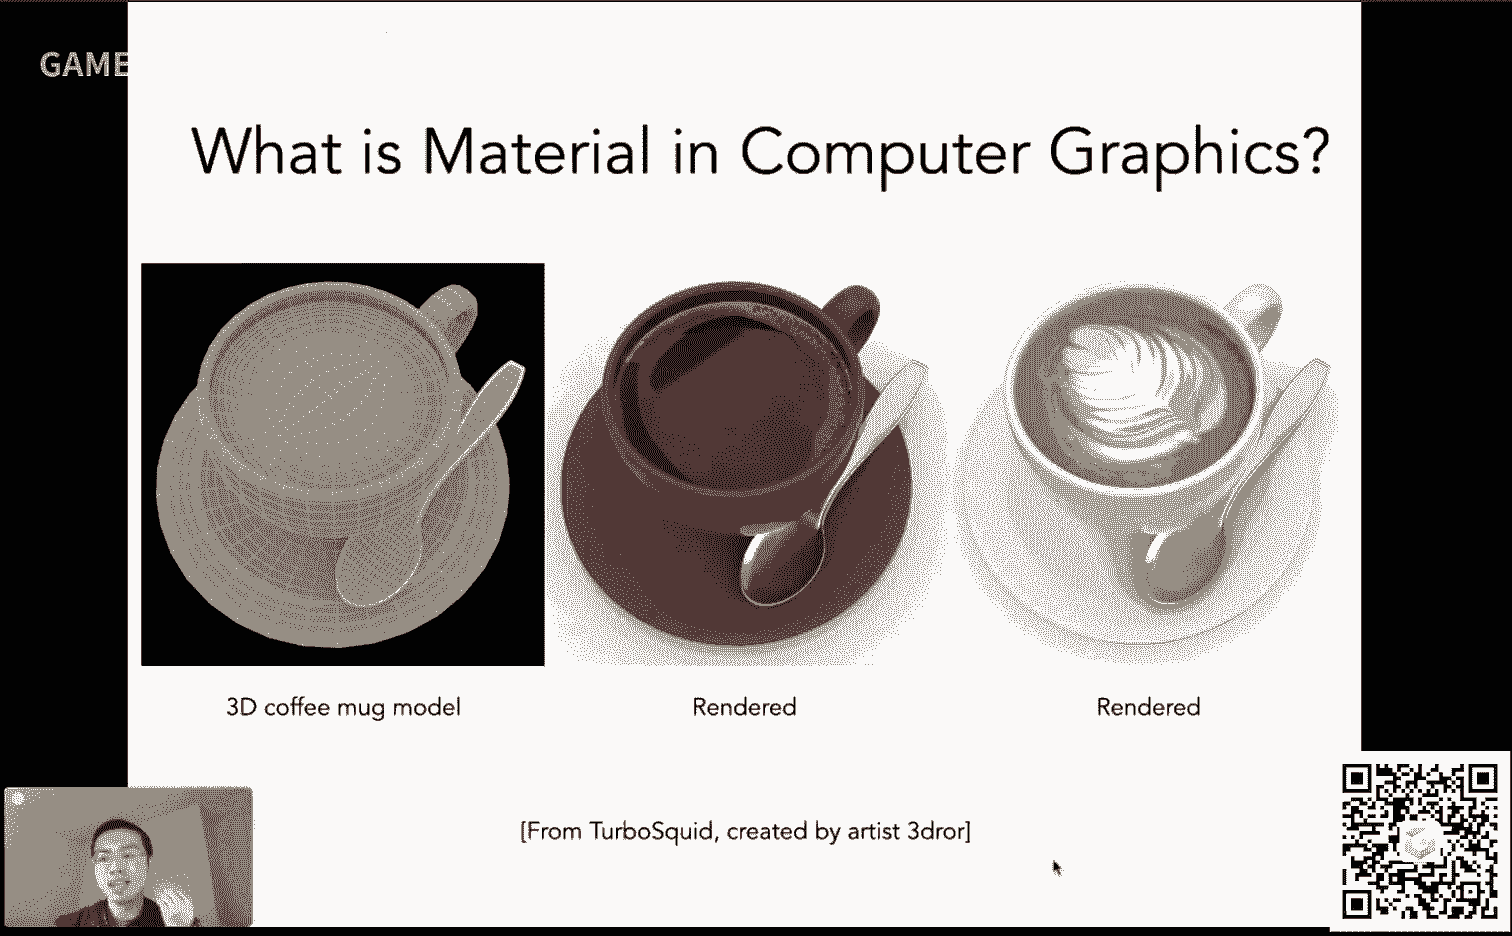 GAME
What is Material in Computer Graphics?
3D coffee mug model
Rendered
Rendered
[From TurboSquid, created by artist 3dror]